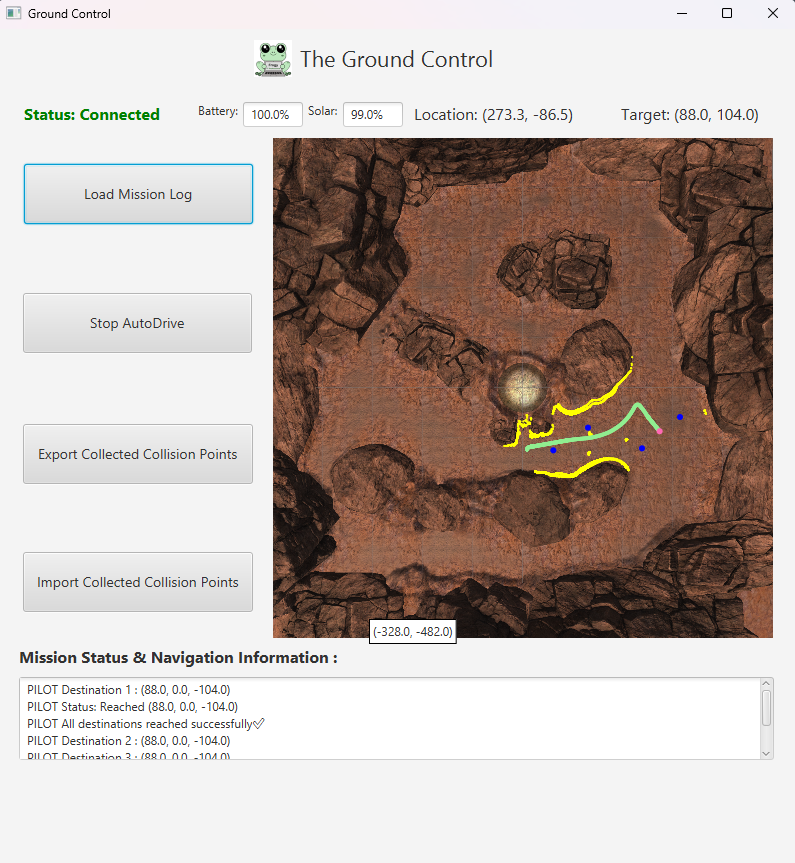 Ground Control
The Ground Control
Status: Connected Battery: 100.0% Solar: 99.0% Location: (273.3, -86.5) Target: (88.0, 104.0)
Load Mission Log
Stop AutoDrive
Export Collected Collision Points
Import Collected Collision Points
(-328.0, -482.0)
Mission Status & Navigation Information :
PILOT Destination 1 : (88.0, 0.0, -104.0)
PILOT Status: Reached (88.0, 0.0, -104.0)
PILOT All destinations reached successfully✅
PILOT Destination 2 : (88.0, 0.0, -104.0)
PILOT Destination 3 : (88.0, 0.0, -104.0)